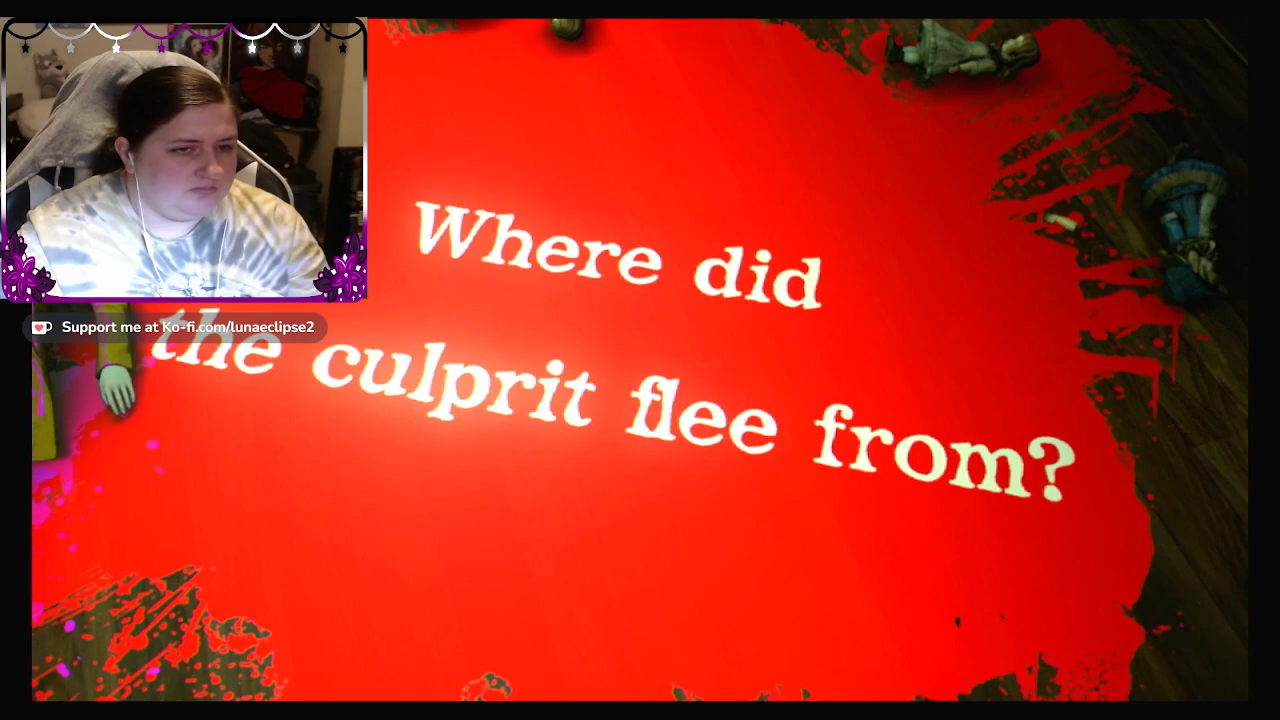 Where did
Support me at Ko-fi.com/lunaeclipse2
the culprit flee from?